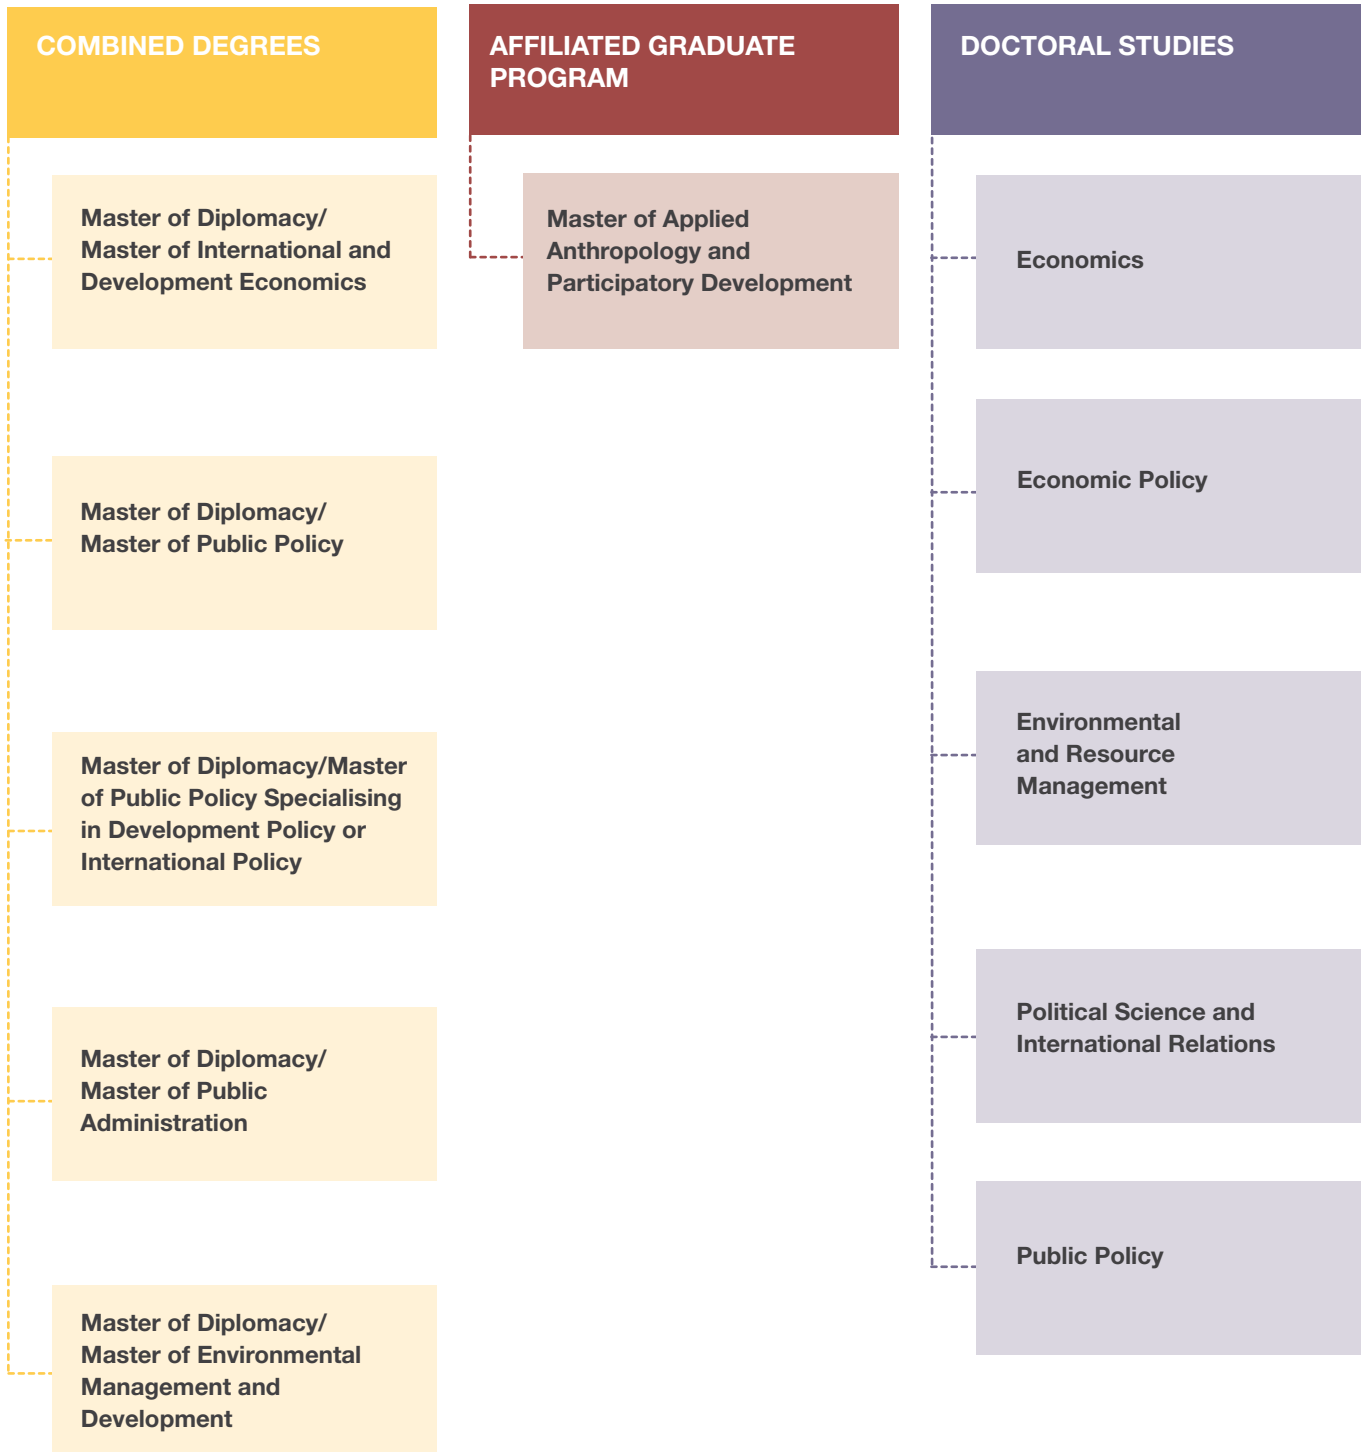 COMBINED DEGREES
Master of Diplomacy/
Master of International and
Development Economics
Master of Diplomacy/
Master of Public Policy
Master of Diplomacy/Master
of Public Policy Specialising
in Development Policy or
International Policy
Master of Diplomacy/
Master of Public
Administration
Master of Diplomacy/
Master of Environmental
Management and
Development
AFFILIATED GRADUATE
PROGRAM
Master of Applied
Anthropology and
Participatory Development
DOCTORAL STUDIES
Economics
Economic Policy
Environmental
and Resource
Management
Political Science and
International Relations
Public Policy